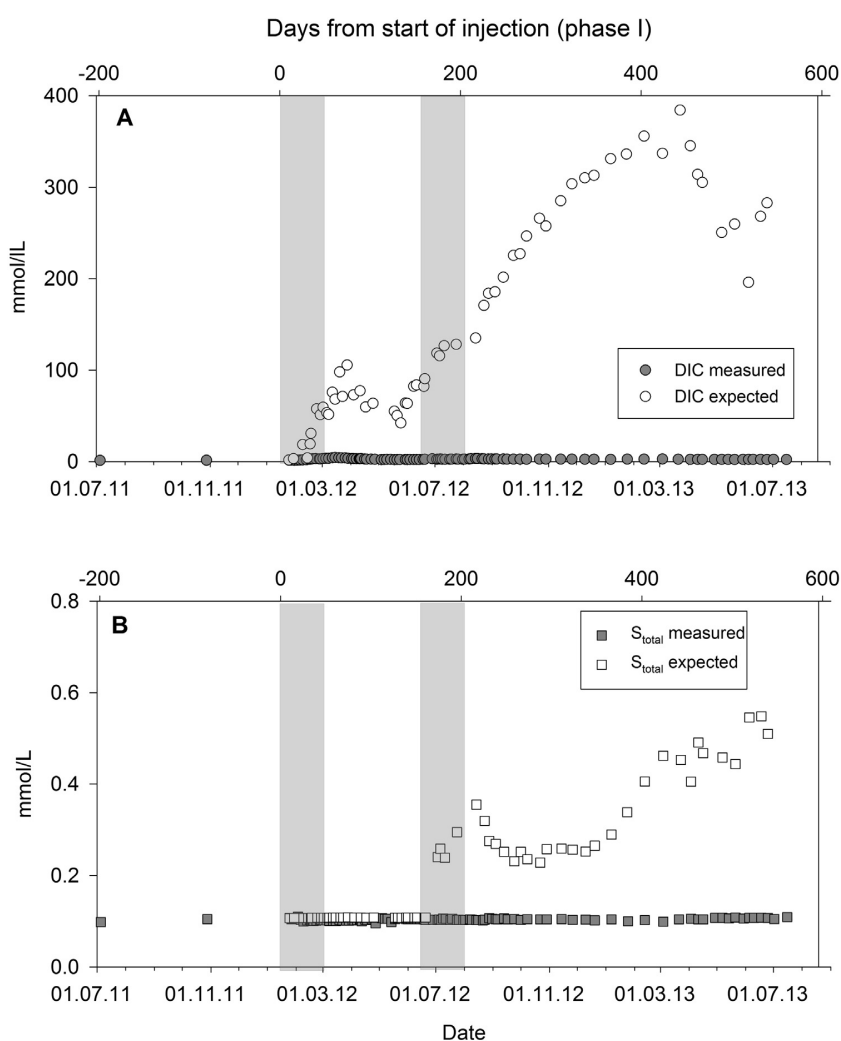 Days from start of injection (phase I)
-200 0 200 400 600
A
400
300
200
100
0
mmol/lL
DIC measured
DIC expected
01.07.11 01.11.11 01.03.12 01.07.12 01.11.12 01.03.13 01.07.13
-200 0 200 400 600
B
0.8
0.6
0.4
0.2
0.0
mmol/L
Stotal measured
Stotal expected
01.07.11 01.11.11 01.03.12 01.07.12 01.11.12 01.03.13 01.07.13
Date